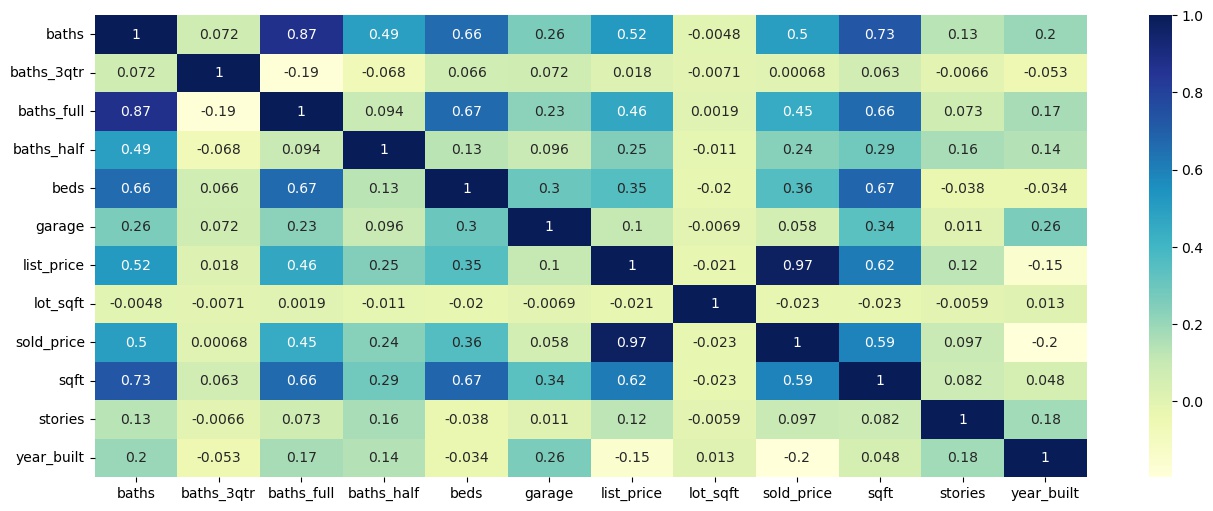 baths 1 0.072 0.87 0.49 0.66 0.26 0.52 -0.0048 0.5 0.73 0.13 0.2 1.0
baths_3qtr 0.072 1 -0.19 -0.068 0.066 0.072 0.018 -0.0071 0.00068 0.063 -0.0066 -0.053
baths_full 0.87 -0.19 1 0.094 0.67 0.23 0.46 0.0019 0.45 0.66 0.073 0.17 0.8
baths_half 0.49 -0.068 0.094 1 0.13 0.096 0.25 -0.011 0.24 0.29 0.16 0.14
beds 0.66 0.066 0.67 0.13 1 0.3 0.35 -0.02 0.36 0.67 -0.038 -0.034 0.6
garage 0.26 0.072 0.23 0.096 0.3 1 0.1 -0.0069 0.058 0.34 0.011 0.26
list_price 0.52 0.018 0.46 0.25 0.35 0.1 1 -0.021 0.97 0.62 0.12 -0.15 0.4
lot_sqft -0.0048 -0.0071 0.0019 -0.011 -0.02 -0.0069 -0.021 1 -0.023 -0.023 -0.0059 0.013
sold_price 0.5 0.00068 0.45 0.24 0.36 0.058 0.97 -0.023 1 0.59 0.097 -0.2 0.2
sqft 0.73 0.063 0.66 0.29 0.67 0.34 0.62 -0.023 0.59 1 0.082 0.048
stories 0.13 -0.0066 0.073 0.16 -0.038 0.011 0.12 -0.0059 0.097 0.082 1 0.18 0.0
year_built 0.2 -0.053 0.17 0.14 -0.034 0.26 -0.15 0.013 -0.2 0.048 0.18 1
baths baths_3qtr baths_full baths_half beds garage list_price lot_sqft sold_price sqft stories year_built